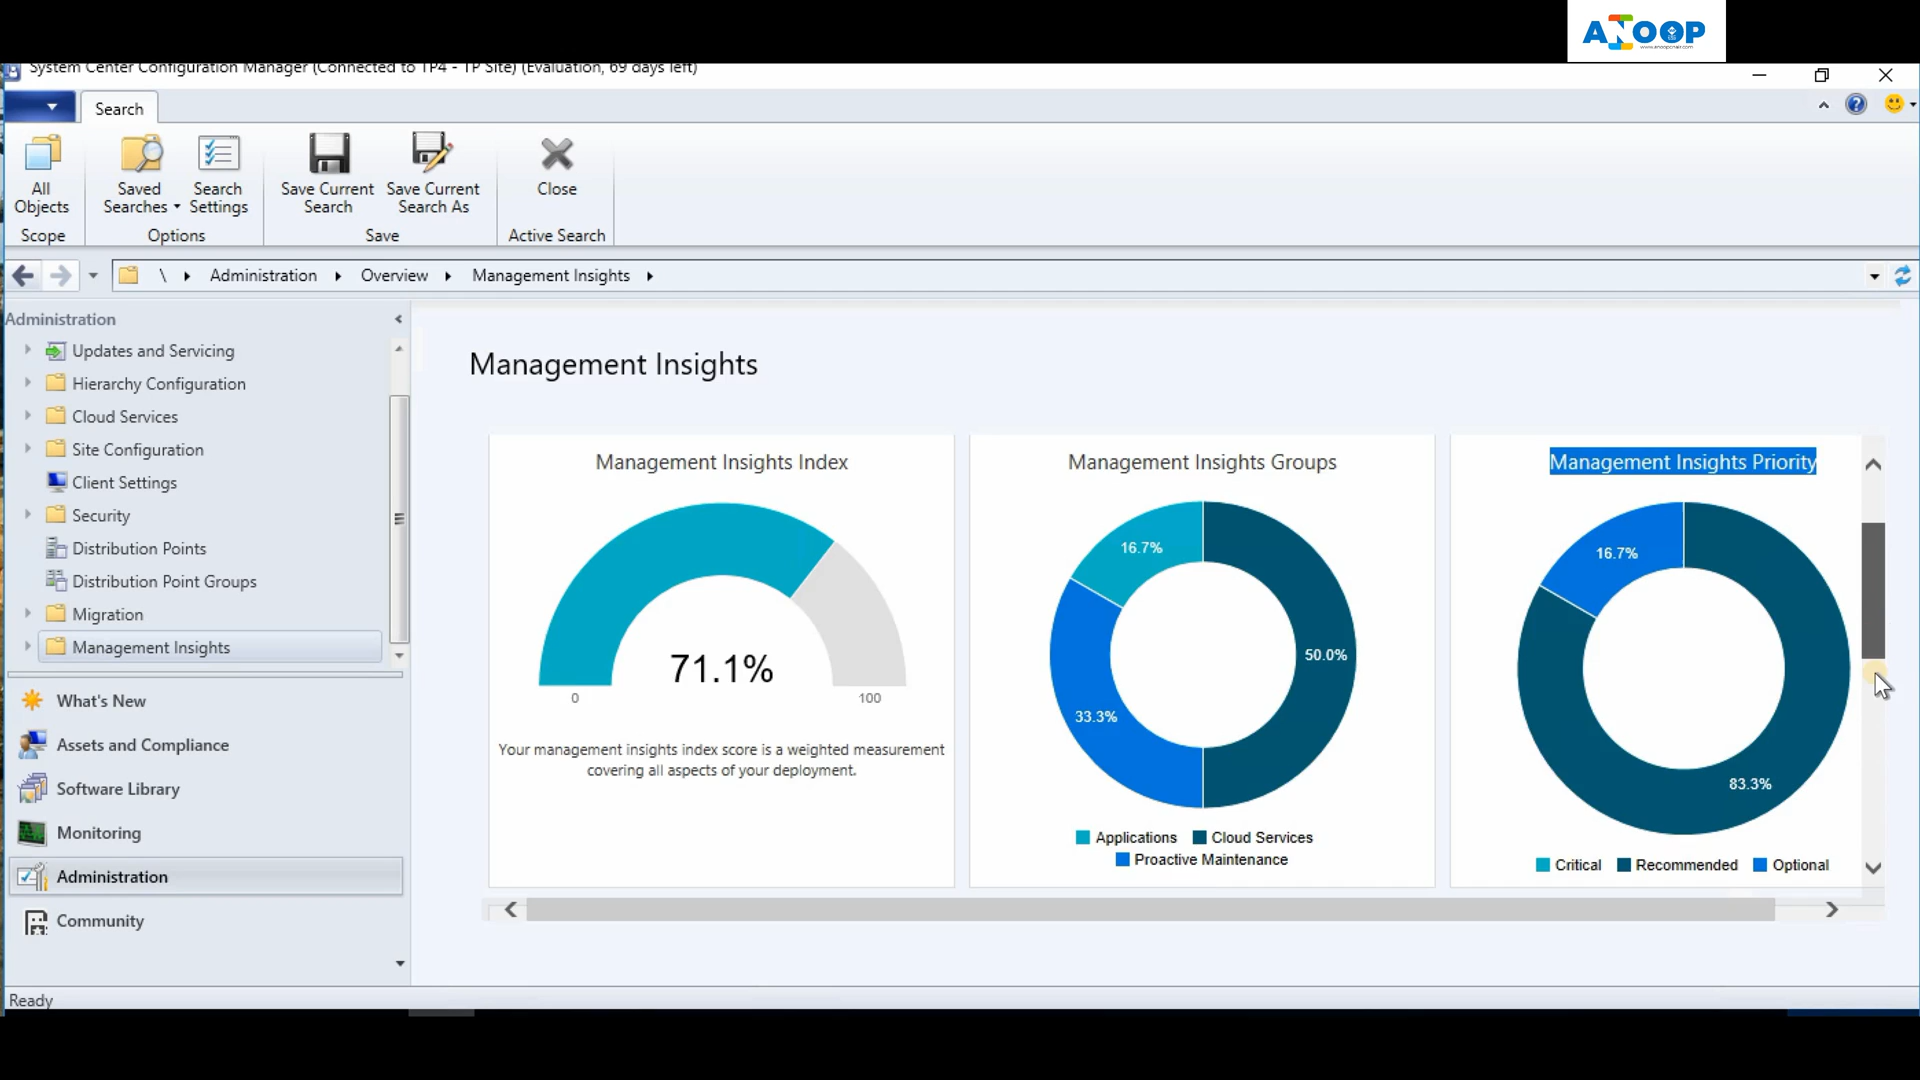 ANOOP
www.anoopcnair.com
System Center Configuration Manager (Connected to TP4 - TP Site) (Evaluation, 69 days left)
Search
All Objects
Saved Searches
Search Settings
Save Current Search
Save Current Search As
Close
Scope
Options
Save
Active Search
\ Administration Overview Management Insights
Administration
Updates and Servicing
Hierarchy Configuration
Cloud Services
Site Configuration
Client Settings
Security
Distribution Points
Distribution Point Groups
Migration
Management Insights
What's New
Assets and Compliance
Software Library
Monitoring
Administration
Community
Management Insights
Management Insights Index
71.1%
0
100
Your management insights index score is a weighted measurement
covering all aspects of your deployment.
Management Insights Groups
16.7%
50.0%
33.3%
Applications Cloud Services
Proactive Maintenance
Management Insights Priority
16.7%
83.3%
Critical Recommended Optional
Ready